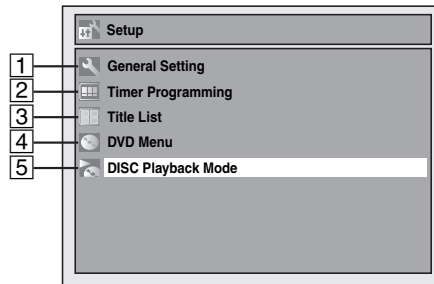 Setup
1 General Setting
2 Timer Programming
3 Title List
4 DVD Menu
5 DISC Playback Mode